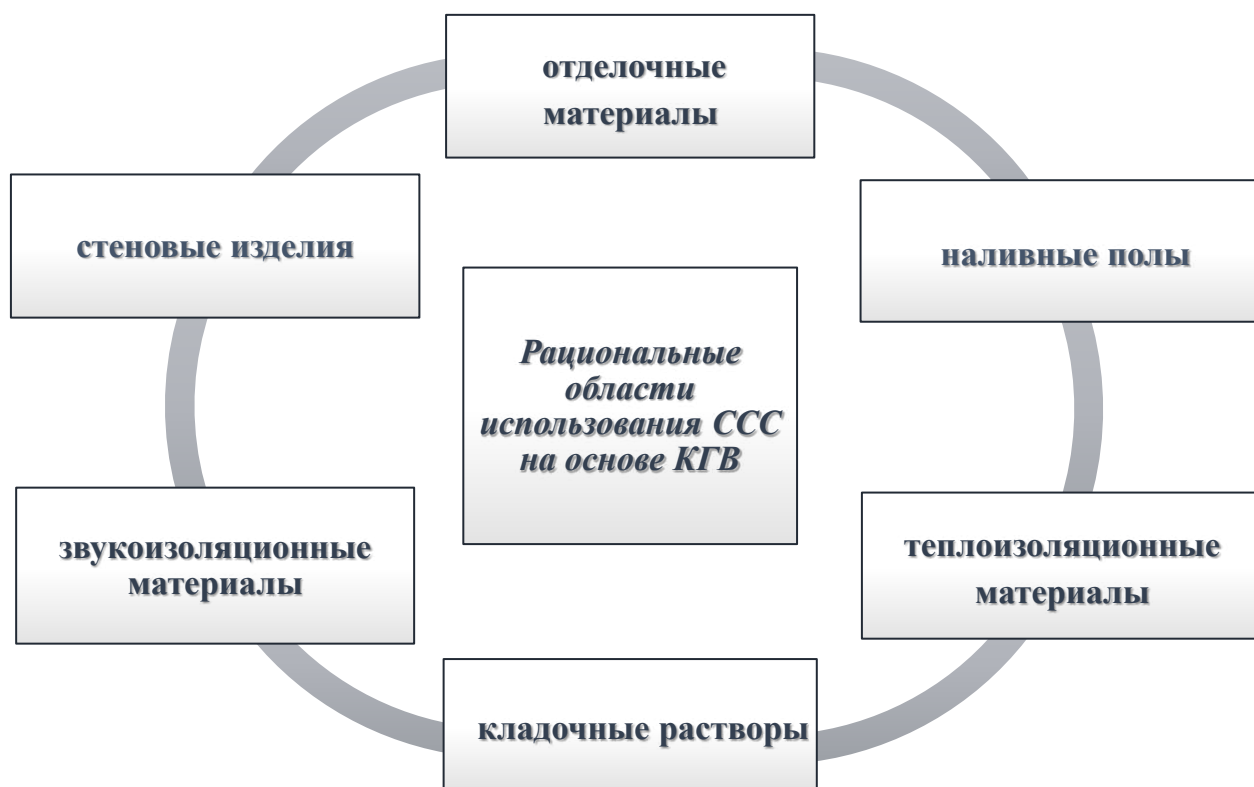 отделочные
материалы
стеновые изделия
наливные полы
Рациональные
области
использования ССС
на основе КГВ
звукоизоляционные
материалы
теплоизоляционные
материалы
кладочные растворы